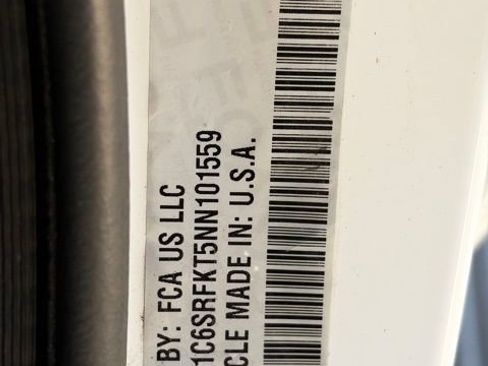 BY: FCA US LLC
1C6SRFKT5NN101559
CLE MADE IN: U.S.A.